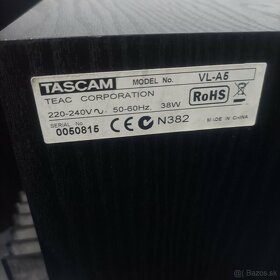 TASCAM MODEL No. VL-A5
TEAC CORPORATION
220-240V~, 50-60Hz, 38W
RoHS
SERIAL No.
0050815
CE N382
MADE IN CHINA
Bazos.sk